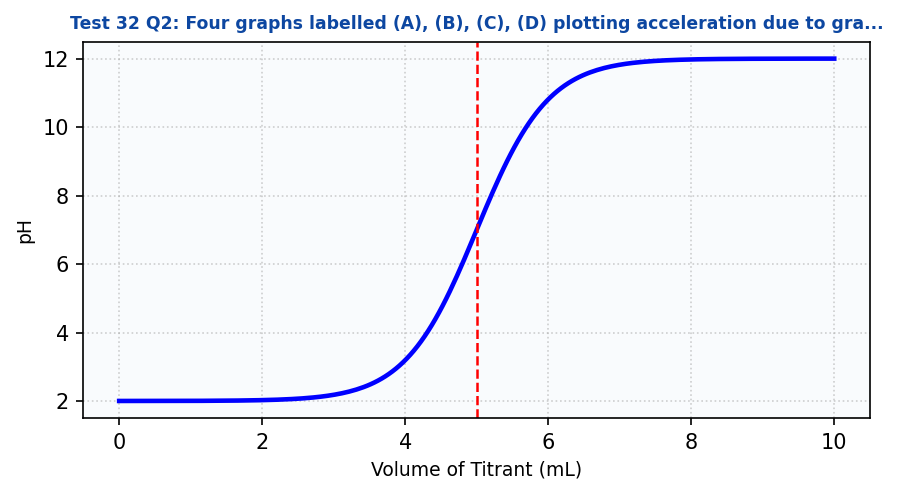 Test 32 Q2: Four graphs labelled (A), (B), (C), (D) plotting acceleration due to gra...
12
10
8
6
4
2
pH
0 2 4 6 8 10
Volume of Titrant (mL)